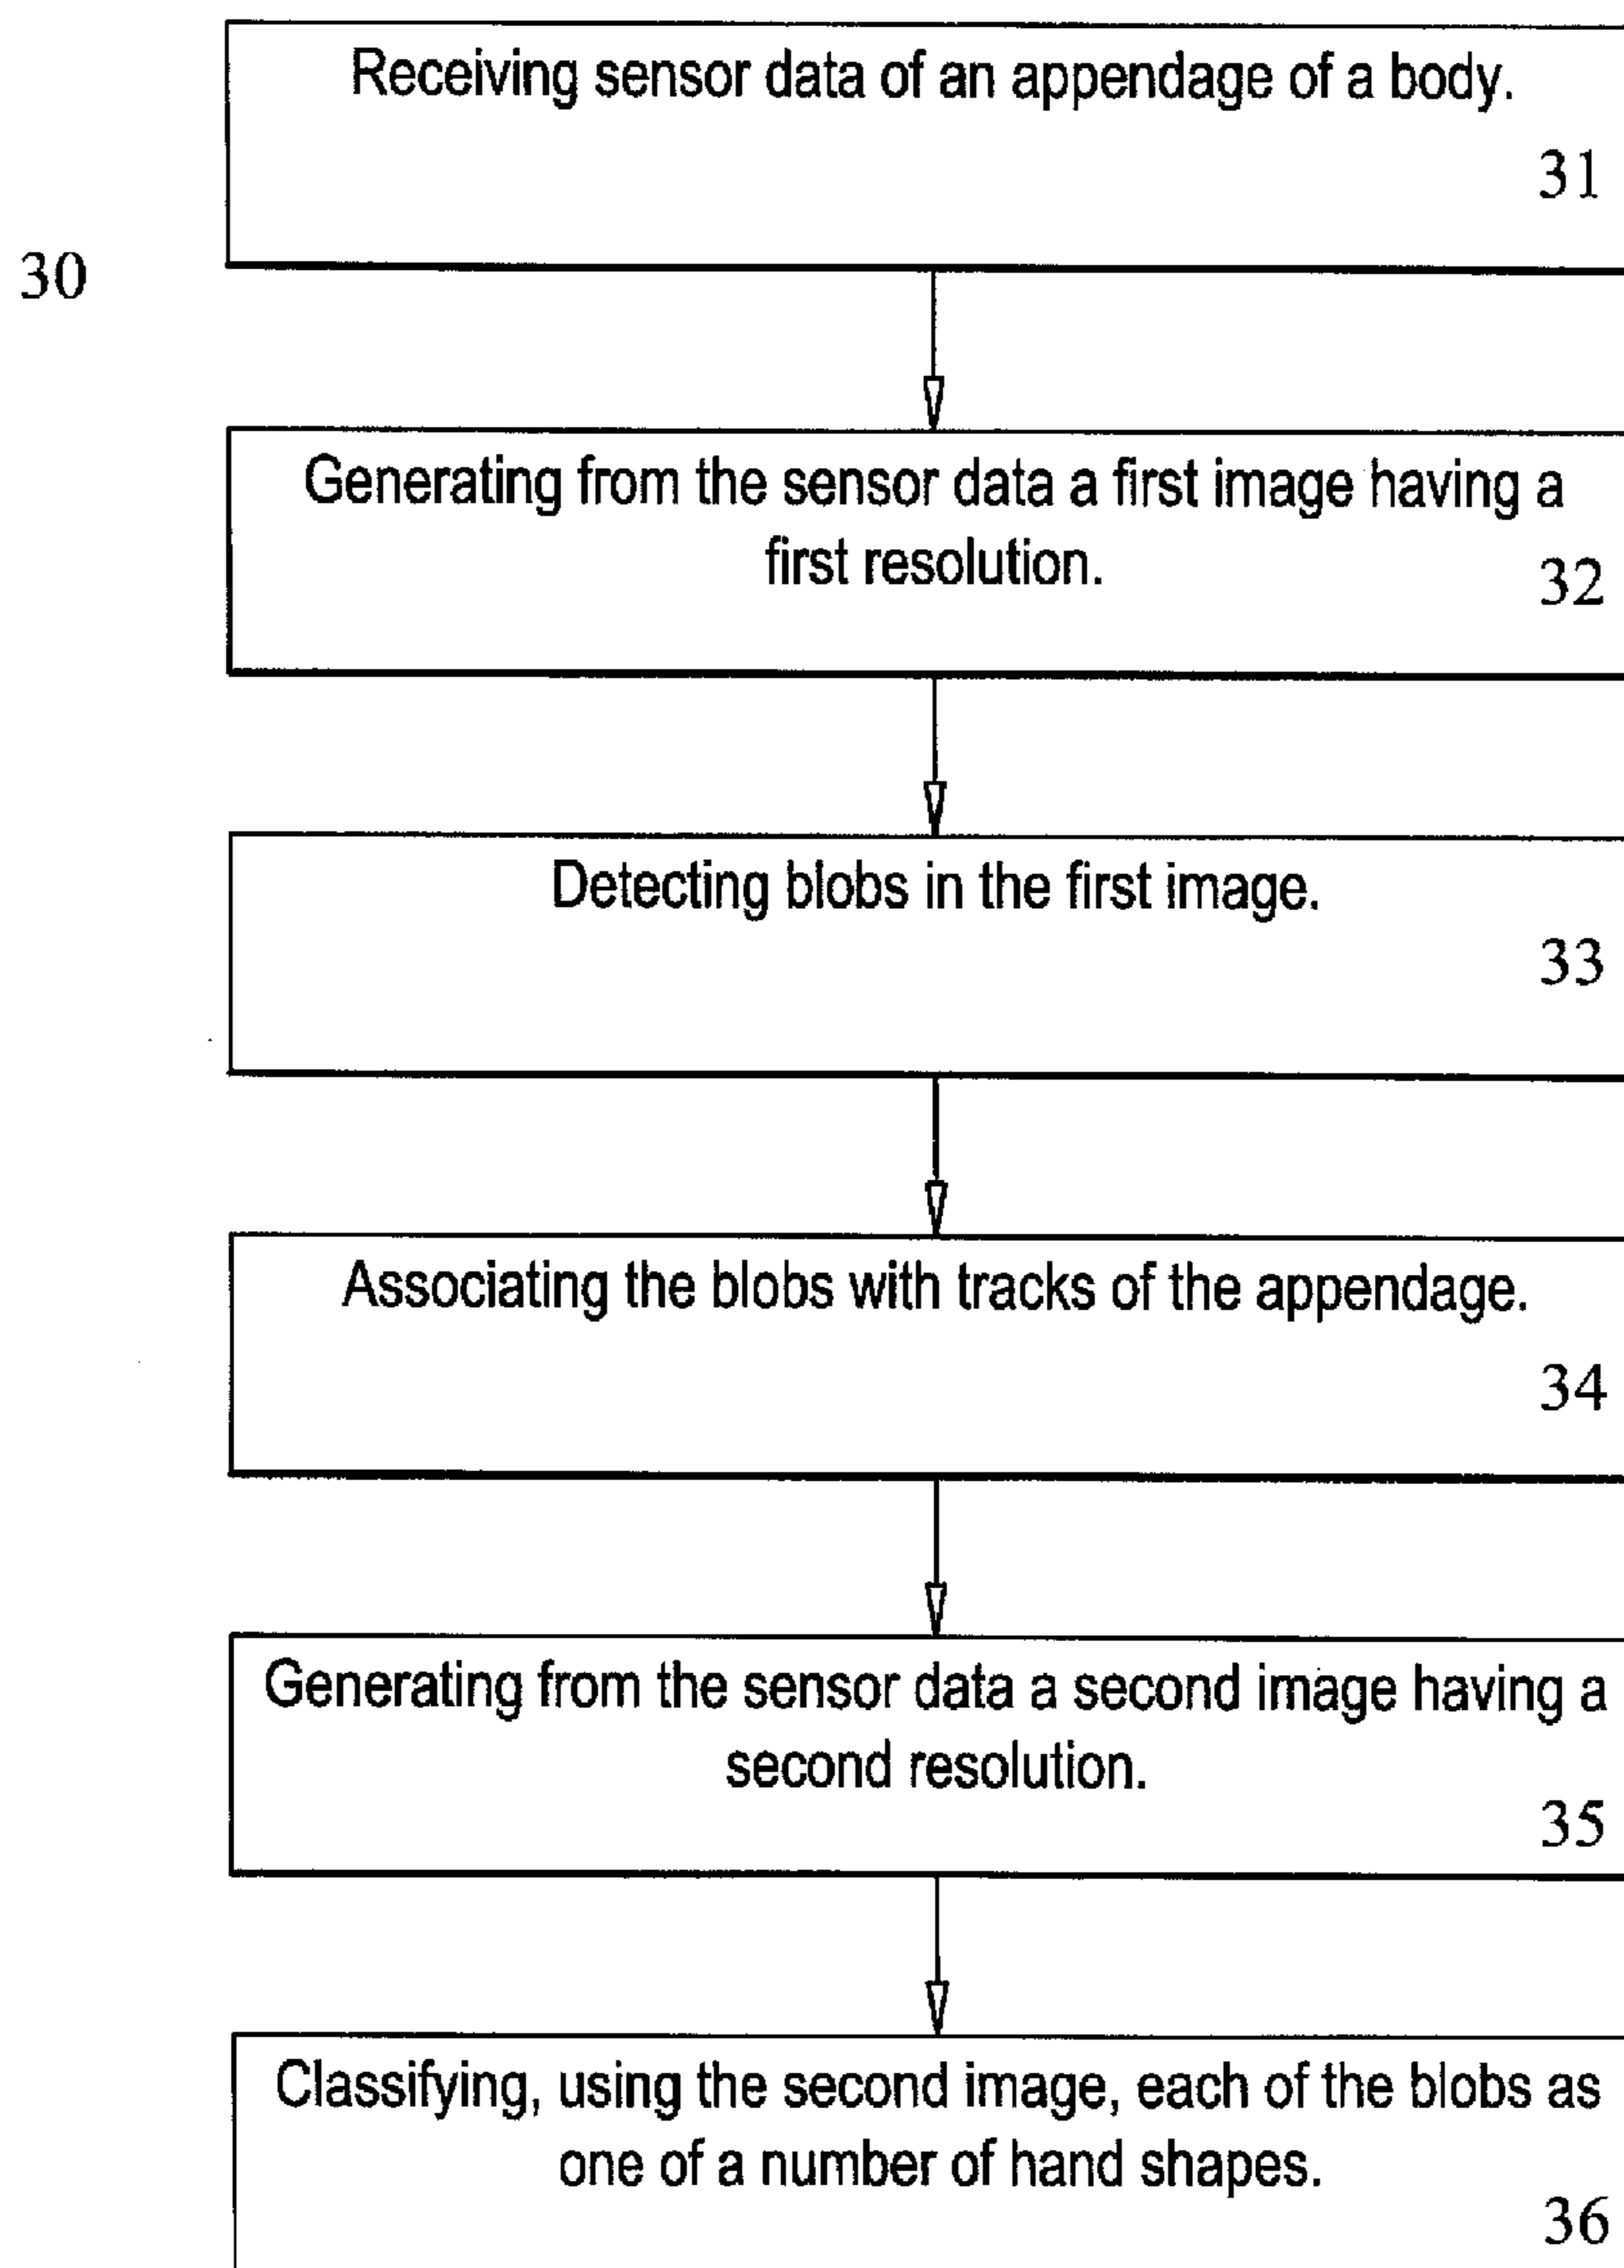 Receiving sensor data of an appendage of a body.
31
30
Generating from the sensor data a first image having a
first resolution.
32
Detecting blobs in the first image.
33
Associating the blobs with tracks of the appendage.
34
Generating from the sensor data a second image having a
second resolution.
35
Classifying, using the second image, each of the blobs as
one of a number of hand shapes.
36